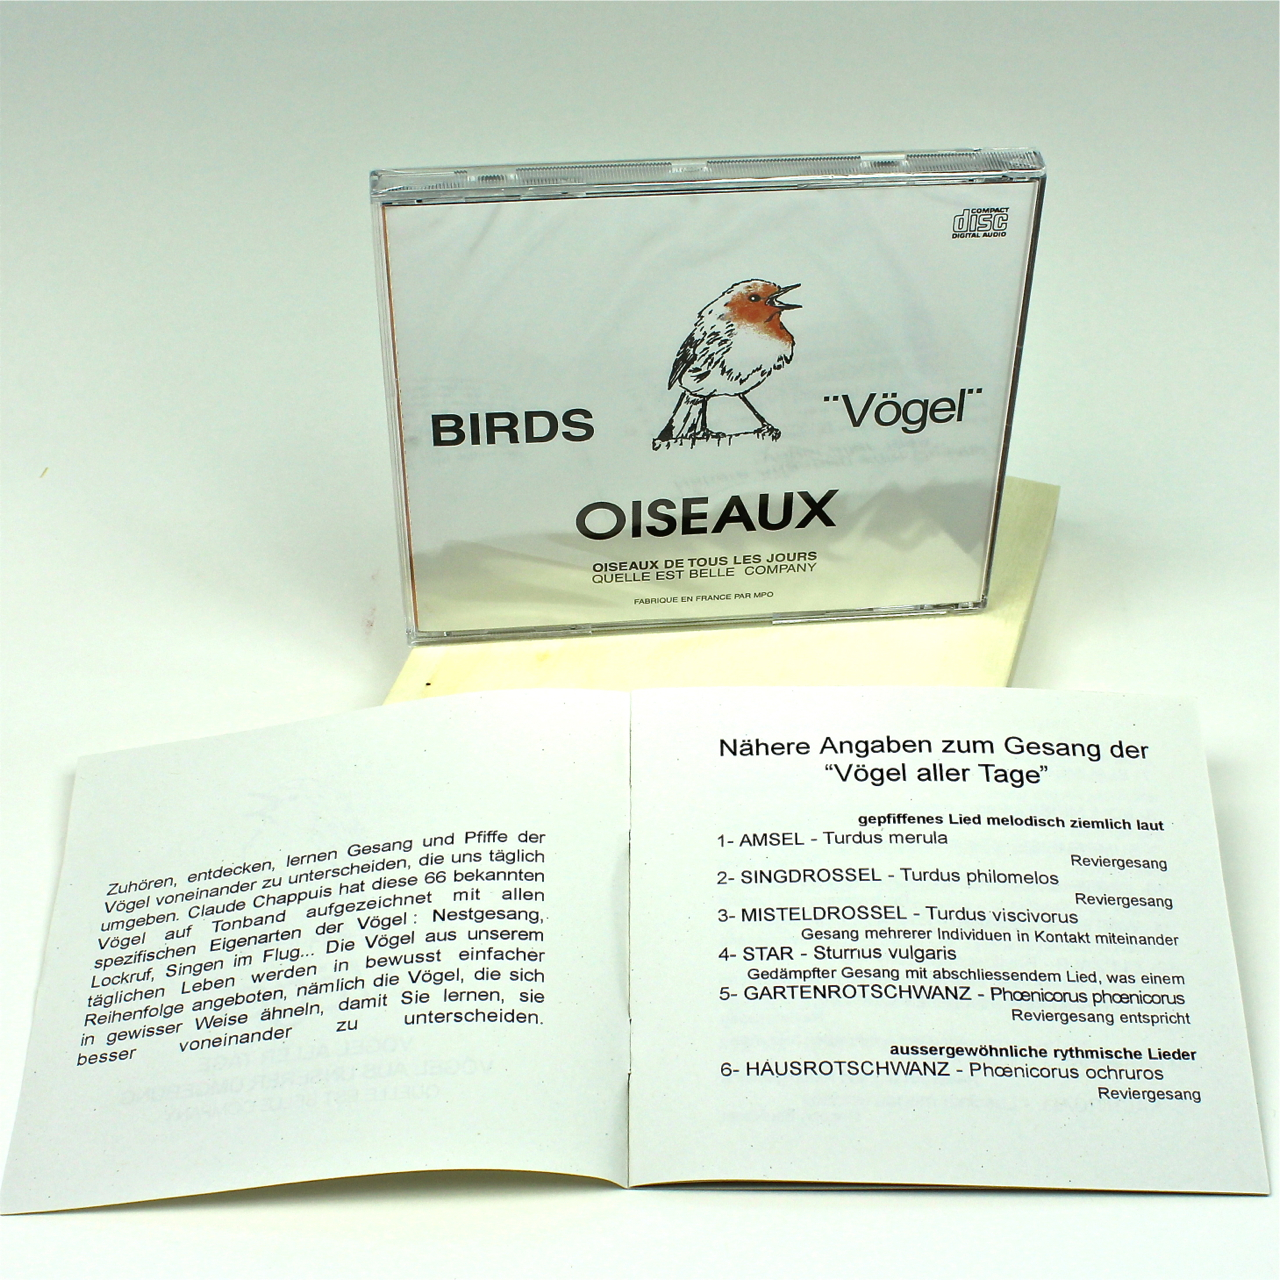 COMPACT
disc
DIGITAL AUDIO
BIRDS
¨Vögel¨
OISEAUX
OISEAUX DE TOUS LES JOURS
QUELLE EST BELLE COMPANY
FABRIQUE EN FRANCE PAR MPO
Zuhören, entdecken, lernen Gesang und Pfiffe der
Vögel voneinander zu unterscheiden, die uns täglich
umgeben. Claude Chappuis hat diese 66 bekannten
Vögel auf Tonband aufgezeichnet mit allen
spezifischen Eigenarten der Vögel : Nestgesang,
Lockruf, Singen im Flug... Die Vögel aus unserem
täglichen Leben werden in bewusst einfacher
Reihenfolge angeboten, nämlich die Vögel, die sich
in gewisser Weise ähneln, damit Sie lernen, sie
besser voneinander zu unterscheiden.
Nähere Angaben zum Gesang der
“Vögel aller Tage”
gepfiffenes Lied melodisch ziemlich laut
1- AMSEL - Turdus merula
Reviergesang
2- SINGDROSSEL - Turdus philomelos
Reviergesang
3- MISTELDROSSEL - Turdus viscivorus
Gesang mehrerer Individuen in Kontakt miteinander
4- STAR - Sturnus vulgaris
Gedämpfter Gesang mit abschliessendem Lied, was einem
5- GARTENROTSCHWANZ - Phœnicorus phœnicorus
Reviergesang entspricht
aussergewöhnliche rythmische Lieder
6- HAUSROTSCHWANZ - Phœnicorus ochruros
Reviergesang